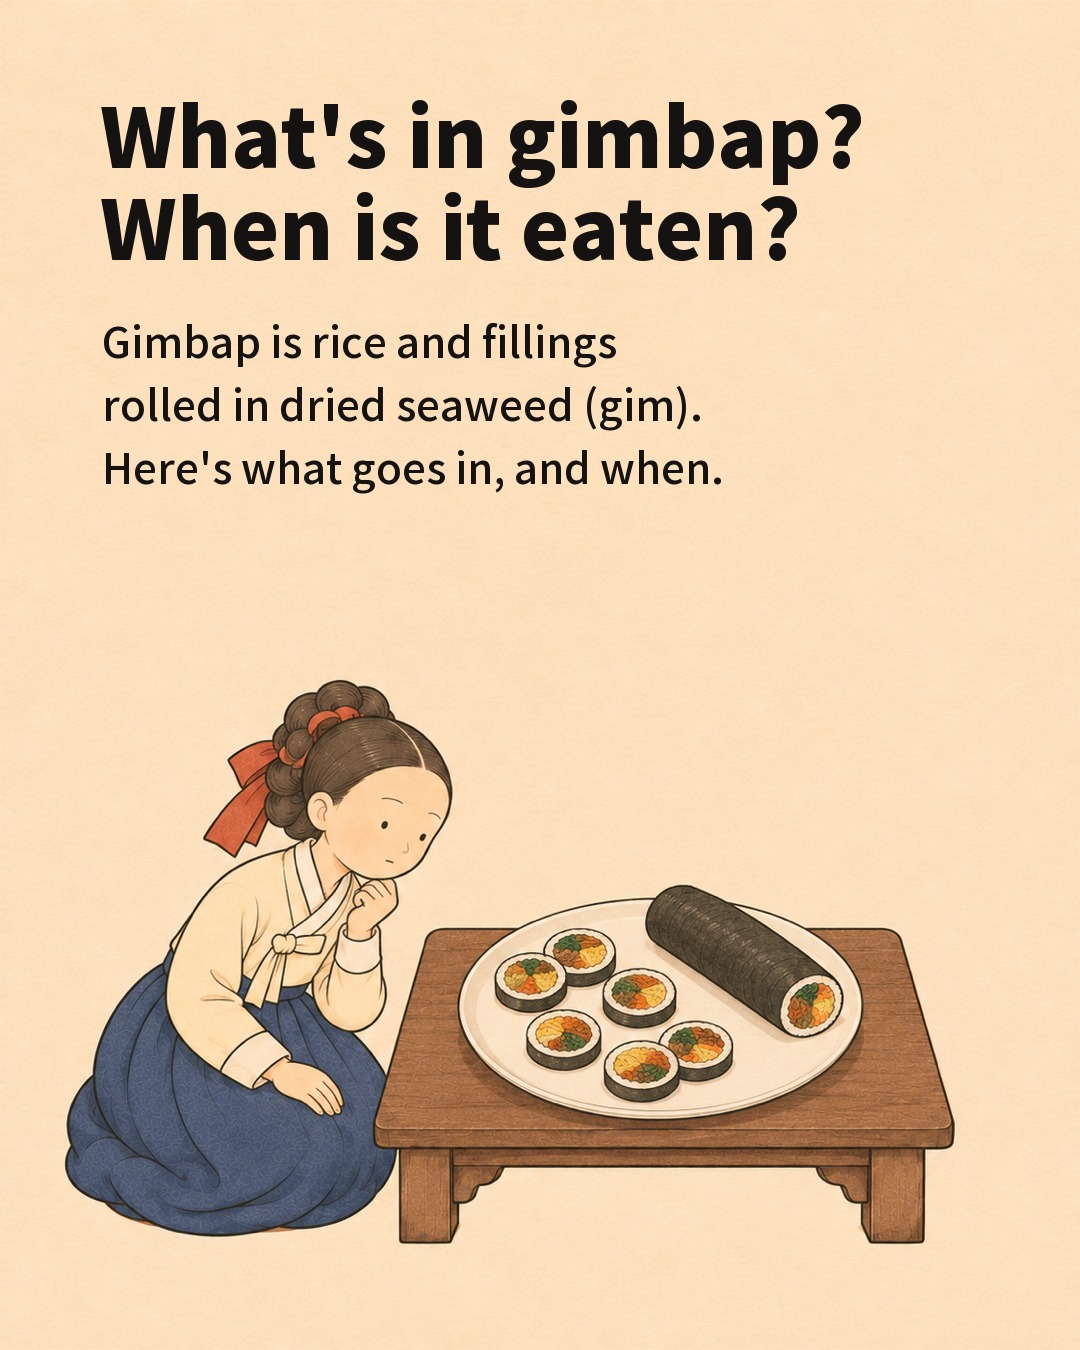 What's in gimbap?
When is it eaten?
Gimbap is rice and fillings
rolled in dried seaweed (gim).
Here's what goes in, and when.